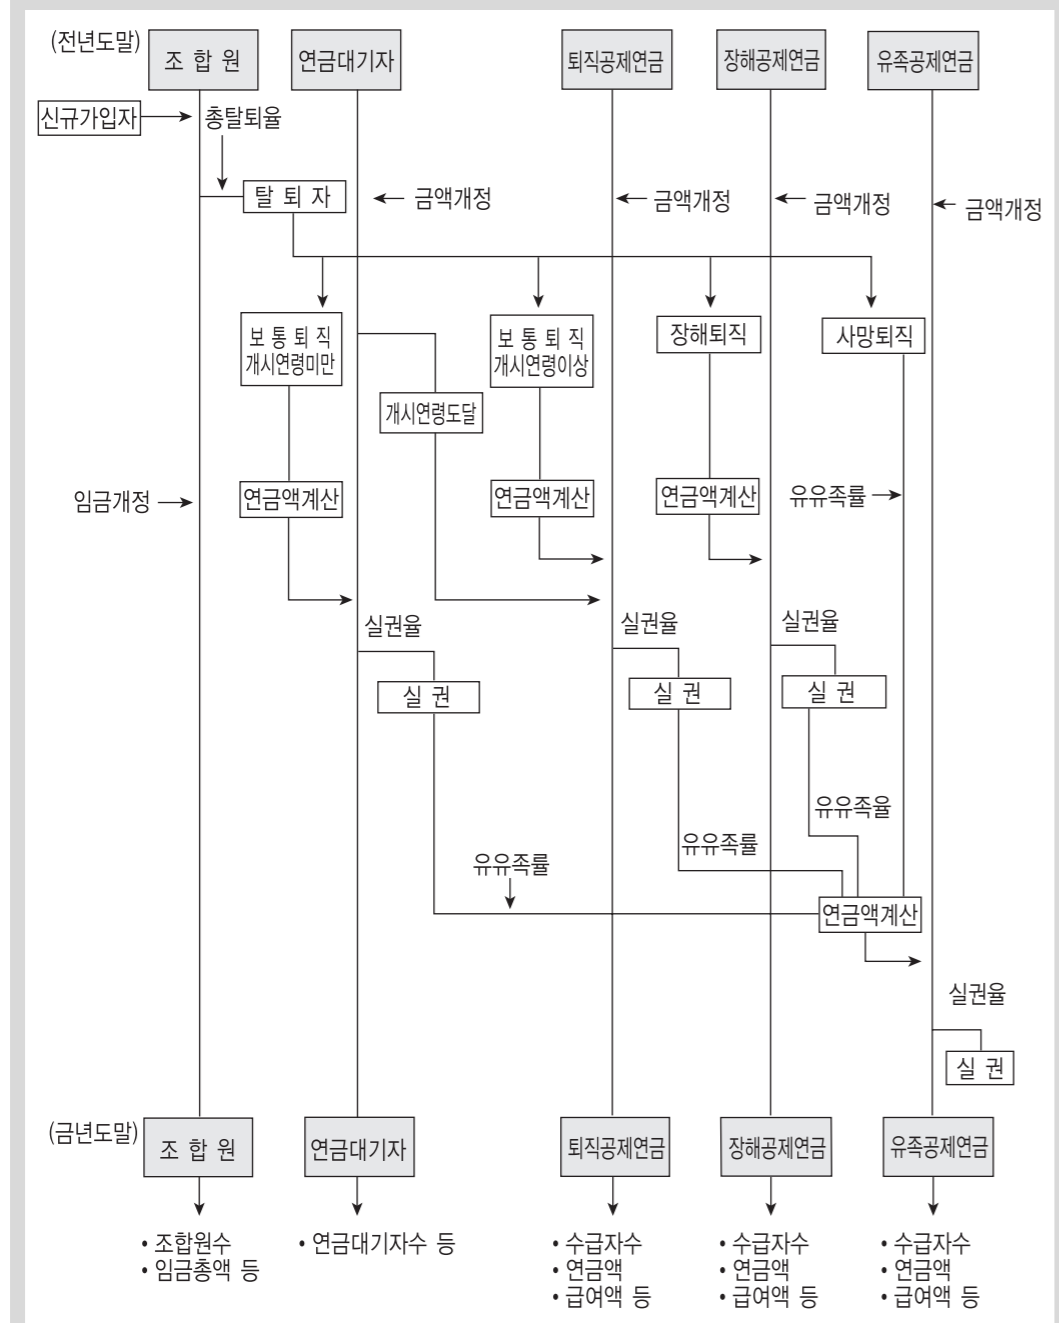 (전년도말)
조 합 원
연금대기자
퇴직공제연금
장해공제연금
유족공제연금
신규가입자
총탈퇴율
탈 퇴 자
금액개정
금액개정
금액개정
금액개정
보 통 퇴 직
개시연령미만
보 통 퇴 직
개시연령이상
장해퇴직
사망퇴직
개시연령도달
임금개정
연금액계산
연금액계산
연금액계산
유유족률
실권율
실권율
실권율
실 권
실 권
실 권
유유족율
유유족률
유유족률
연금액계산
실권율
실 권
(금년도말)
조 합 원
연금대기자
퇴직공제연금
장해공제연금
유족공제연금
• 조합원수
• 임금총액 등
• 연금대기자수 등
• 수급자수
• 연금액
• 급여액 등
• 수급자수
• 연금액
• 급여액 등
• 수급자수
• 연금액
• 급여액 등